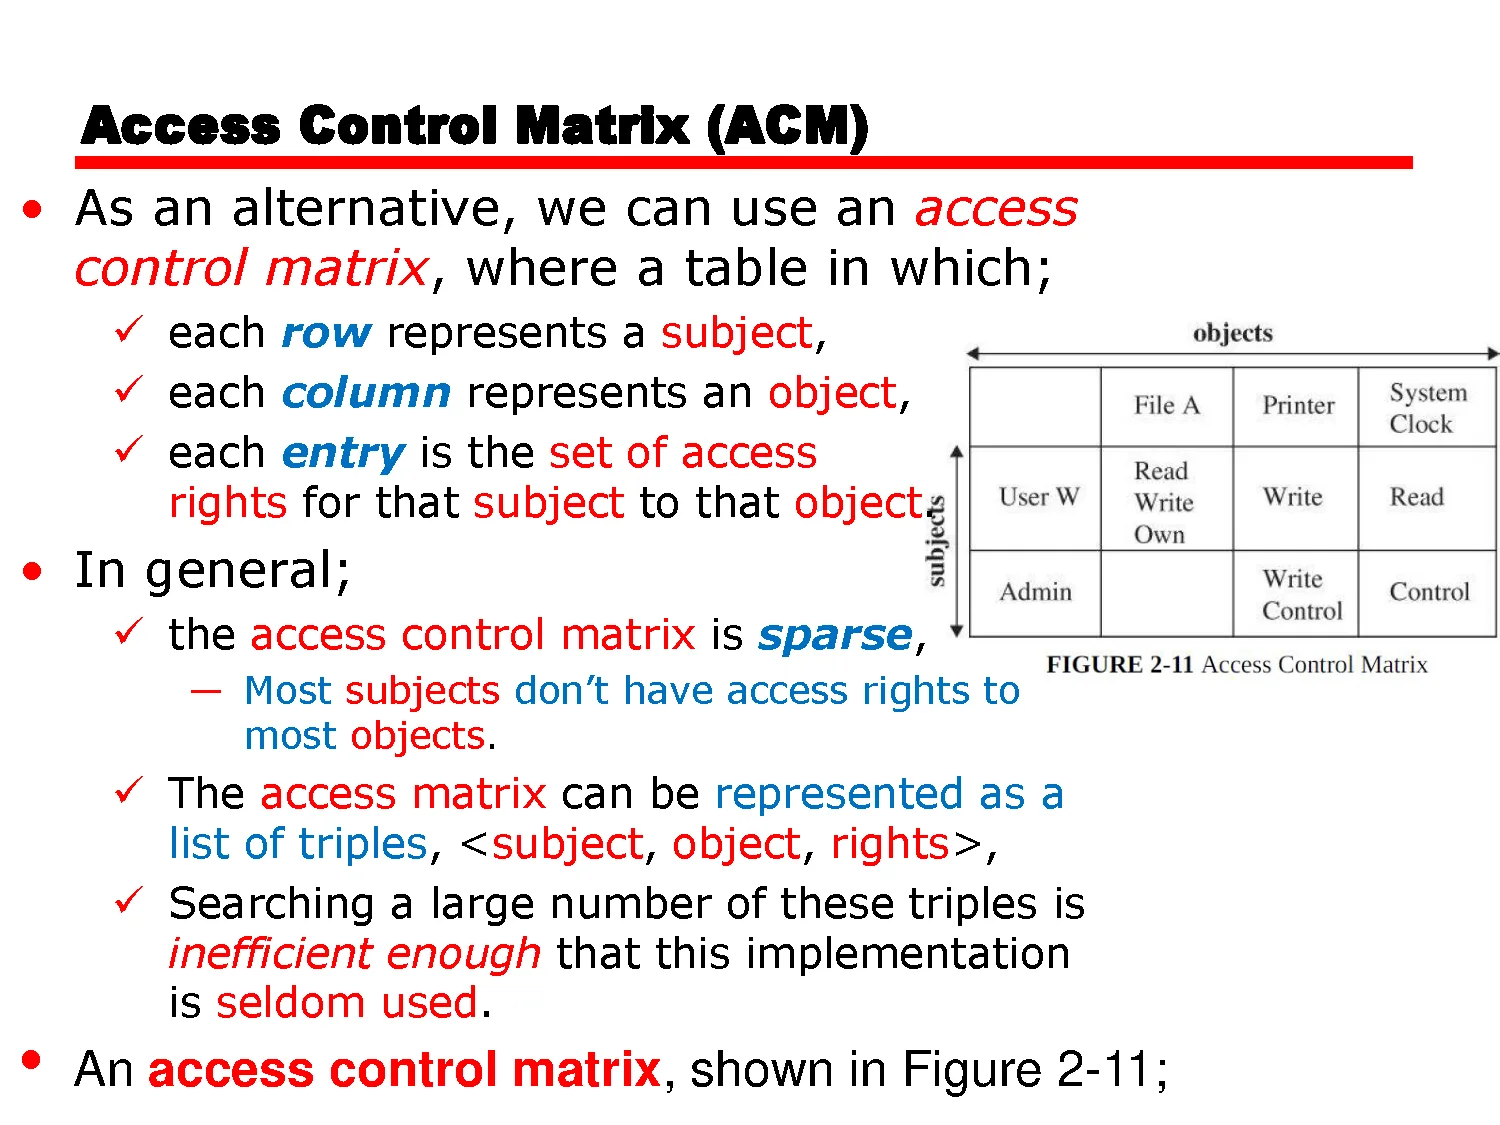 Access Control Matrix (ACM)
• As an alternative, we can use an access
control matrix, where a table in which;
✓ each row represents a subject,
✓ each column represents an object,
✓ each entry is the set of access
rights for that subject to that object.
• In general;
✓ the access control matrix is sparse,
— Most subjects don't have access rights to
most objects.
✓ The access matrix can be represented as a
list of triples, <subject, object, rights>,
✓ Searching a large number of these triples is
inefficient enough that this implementation
is seldom used.
• An access control matrix, shown in Figure 2-11;
objects
subjects
File A Printer System
Clock
User W Read
Write
Own Write Read
Admin Write
Control Control
FIGURE 2-11 Access Control Matrix